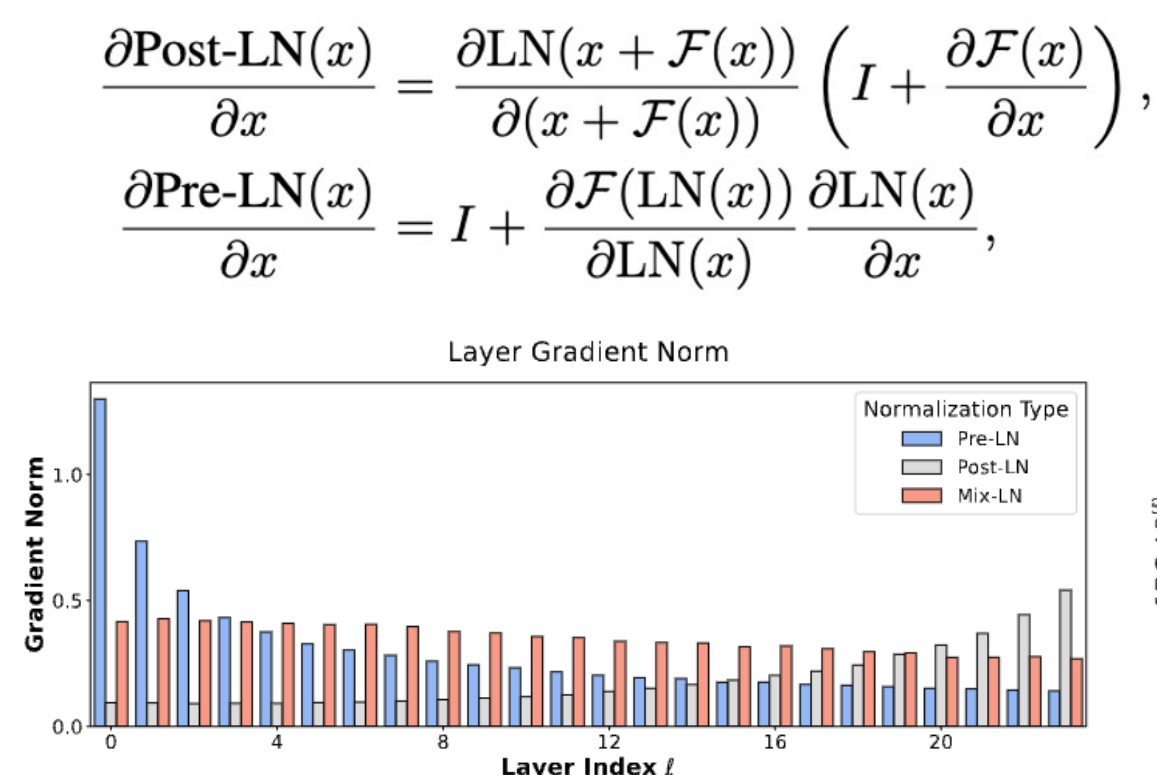 ∂Post-LN(x)/∂x = ∂LN(x + ℱ(x))/∂(x + ℱ(x)) (I + ∂ℱ(x)/∂x),
∂Pre-LN(x)/∂x = I + ∂ℱ(LN(x))/∂LN(x) ∂LN(x)/∂x,
Layer Gradient Norm
Normalization Type
Pre-LN
Post-LN
Mix-LN
Gradient Norm
1.0
0.5
0.0
0 4 8 12 16 20
Layer Index ℓ